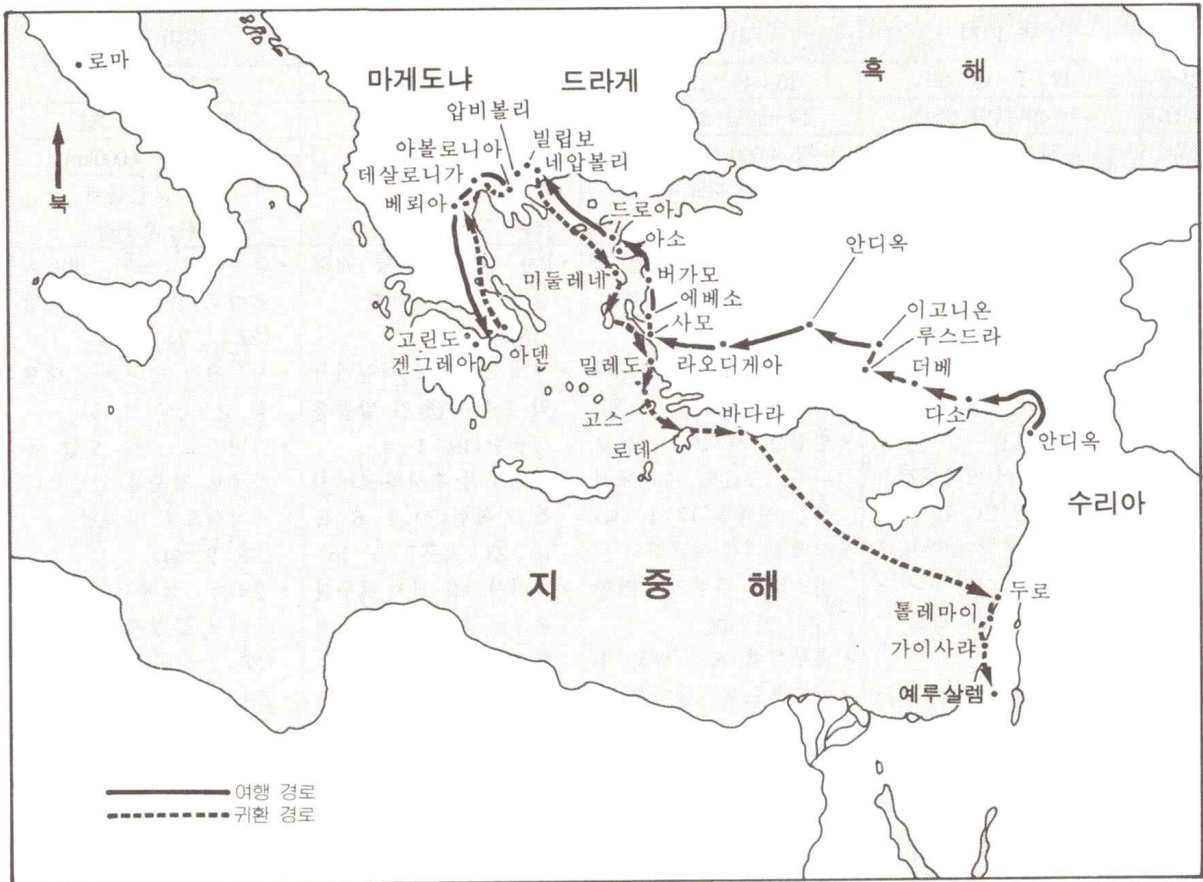 로마
마게도냐
드라게
흑 해
북
압비볼리
빌립보
아볼로니아
네압볼리
데살로니가
베뢰아
드로아
아소
안디옥
미둘레네
버가모
에베소
사모
이고니온
루스드라
고린도
겐그레아
아덴
밀레도
라오디게아
더베
고스
바다라
다소
로데
안디옥
수리아
지 중 해
두로
톨레마이
가이사랴
예루살렘
여행 경로
귀환 경로